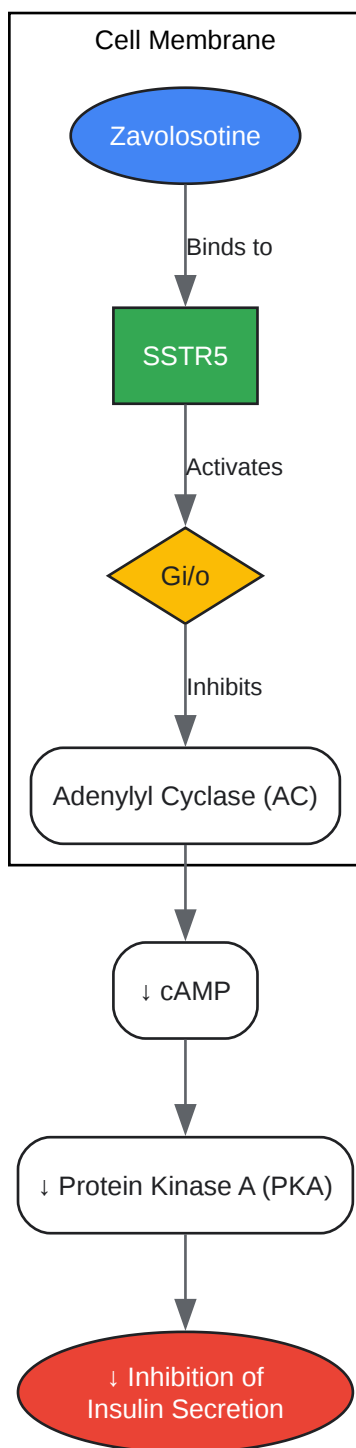 Cell Membrane
Zavolosotine
Binds to
SSTR5
Activates
Gi/o
Inhibits
Adenylyl Cyclase (AC)
↓ cAMP
↓ Protein Kinase A (PKA)
↓ Inhibition of
Insulin Secretion